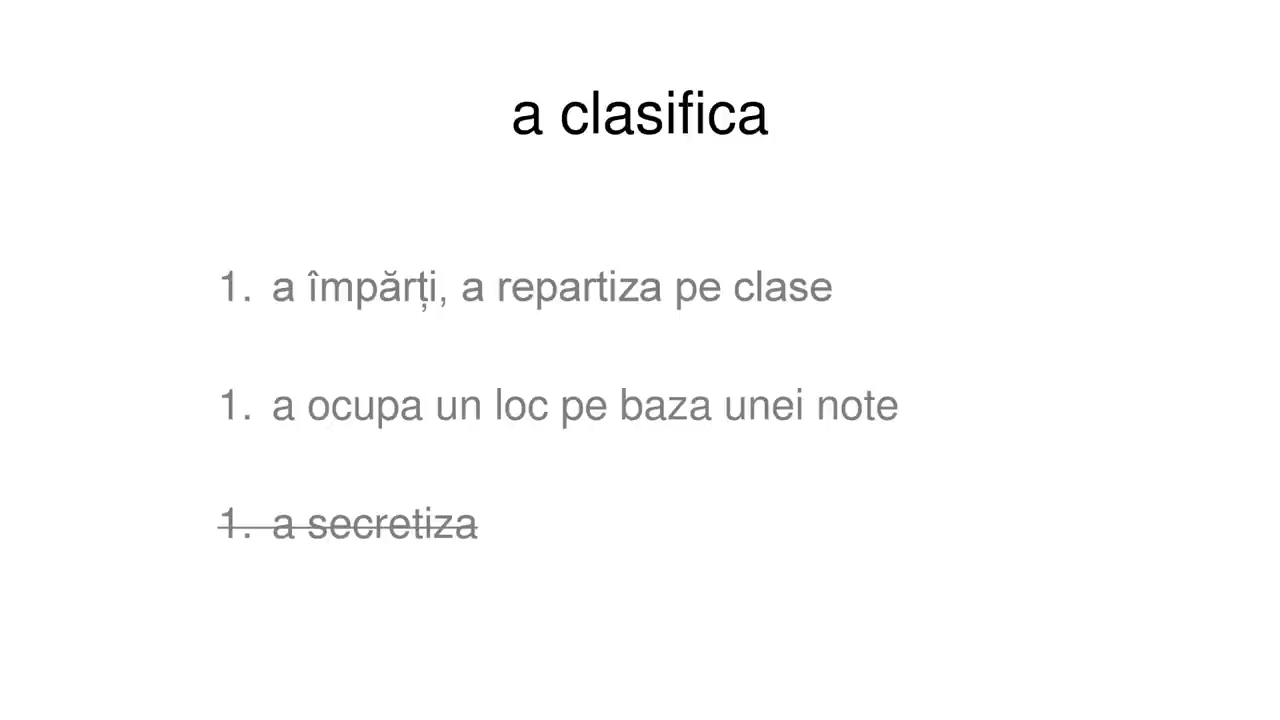 a clasifica
1. a împărți, a repartiza pe clase
1. a ocupa un loc pe baza unei note
1. a secretiza